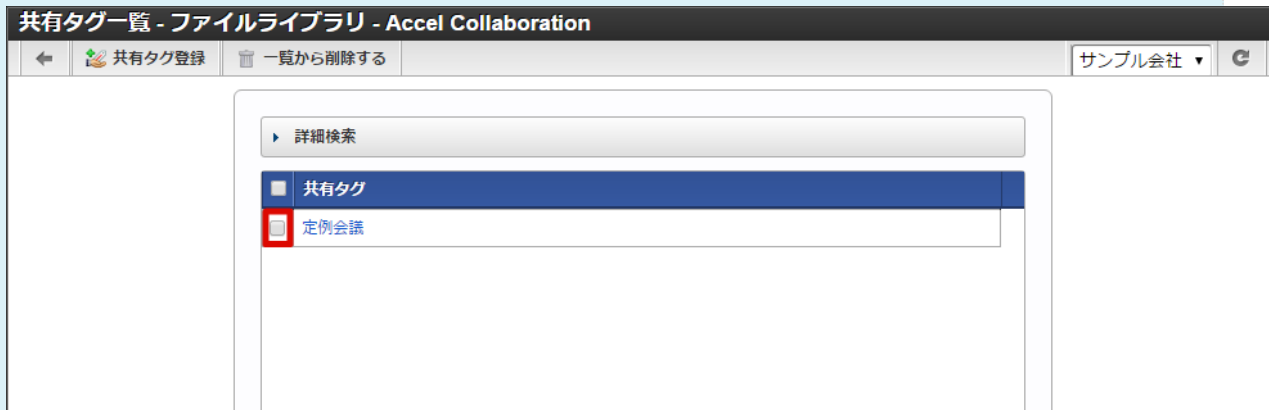 共有タグ一覧 - ファイルライブラリ - Accel Collaboration
共有タグ登録 一覧から削除する サンプル会社
詳細検索
共有タグ
定例会議